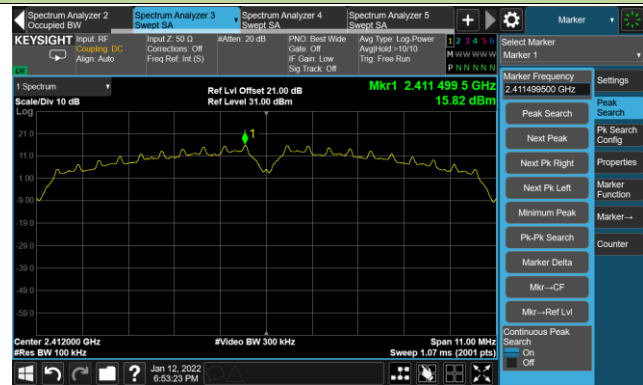 Spectrum Analyzer 2
Occupied BW
Spectrum Analyzer 3
Swept SA
Spectrum Analyzer 4
Swept SA
Spectrum Analyzer 5
Swept SA
Marker
KEYSIGHT
Input: RF
Coupling: DC
Align: Auto
Input Z: 50 Ω
Corrections: Off
Freq Ref: Int (S)
#Atten: 20 dB
PNO: Best Wide
Gate: Off
IF Gain: Low
Sig Track: Off
Avg Type: Log-Power
Avg|Hold:>10/10
Trig: Free Run
1 2 3 4 5 6
M W W W W W
P N N N N N
LW
Select Marker
Marker 1
1 Spectrum
Scale/Div 10 dB
Log
Ref Lvl Offset 21.00 dB
Ref Level 31.00 dBm
Mkr1 2.411 499 5 GHz
15.82 dBm
1
21.0
11.0
1.00
-9.00
-19.0
-29.0
-39.0
-49.0
-59.0
Center 2.412000 GHz
#Res BW 100 kHz
#Video BW 300 kHz
Span 11.00 MHz
Sweep 1.07 ms (2001 pts)
Marker Frequency
2.411499500 GHz
Peak Search
Next Peak
Next Pk Right
Next Pk Left
Minimum Peak
Pk-Pk Search
Marker Delta
Mkr→CF
Mkr→Ref Lvl
Continuous Peak
Search
On
Off
Settings
Peak
Search
Pk Search
Config
Properties
Marker
Function
Marker→
Counter
Jan 12, 2022
6:53:23 PM